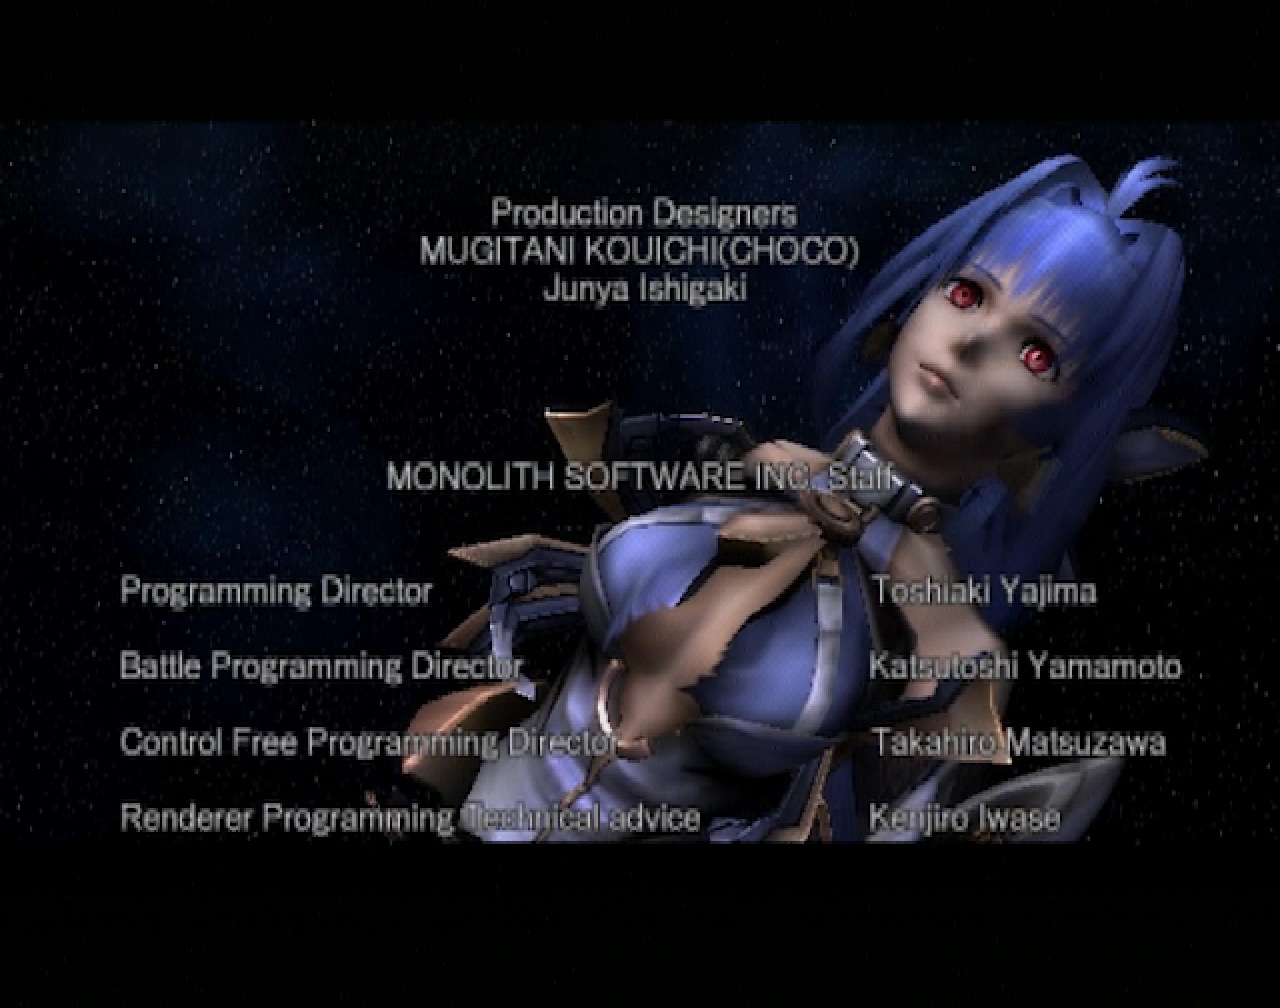 Production Designers
MUGITANI KOUICHI(CHOCO)
Junya Ishigaki
MONOLITH SOFTWARE INC. Staff
Programming Director Toshiaki Yajima
Battle Programming Director Katsutoshi Yamamoto
Control Free Programming Director Takahiro Matsuzawa
Renderer Programming Technical advice Kenjiro Iwase